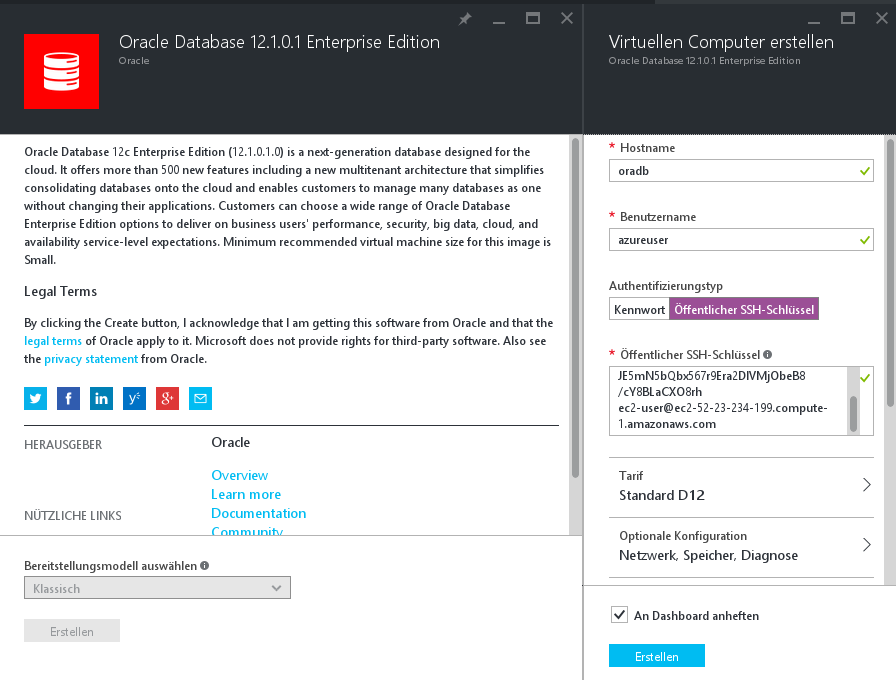 Oracle Database 12.1.0.1 Enterprise Edition
Oracle
Oracle Database 12c Enterprise Edition (12.1.0.1.0) is a next-generation database designed for the
cloud. It offers more than 500 new features including a new multitenant architecture that simplifies
consolidating databases onto the cloud and enables customers to manage many databases as one
without changing their applications. Customers can choose a wide range of Oracle Database
Enterprise Edition options to deliver on business users' performance, security, big data, cloud, and
availability service-level expectations. Minimum recommended virtual machine size for this image is
Small.
Legal Terms
By clicking the Create button, I acknowledge that I am getting this software from Oracle and that the
legal terms of Oracle apply to it. Microsoft does not provide rights for third-party software. Also see
the privacy statement from Oracle.
HERAUSGEBER
Oracle
NÜTZLICHE LINKS
Overview
Learn more
Documentation
Community
Bereitstellungsmodell auswählen
Klassisch
Erstellen
Virtuellen Computer erstellen
Oracle Database 12.1.0.1 Enterprise Edition
* Hostname
oradb
* Benutzername
azureuser
Authentifizierungstyp
Kennwort Öffentlicher SSH-Schlüssel
* Öffentlicher SSH-Schlüssel
JE5mN5bQbx567r9Era2DIVMjObeB8
/cY8BLaCXO8rh
ec2-user@ec2-52-23-234-199.compute-
1.amazonaws.com
Tarif
Standard D12
Optionale Konfiguration
Netzwerk, Speicher, Diagnose
An Dashboard anheften
Erstellen